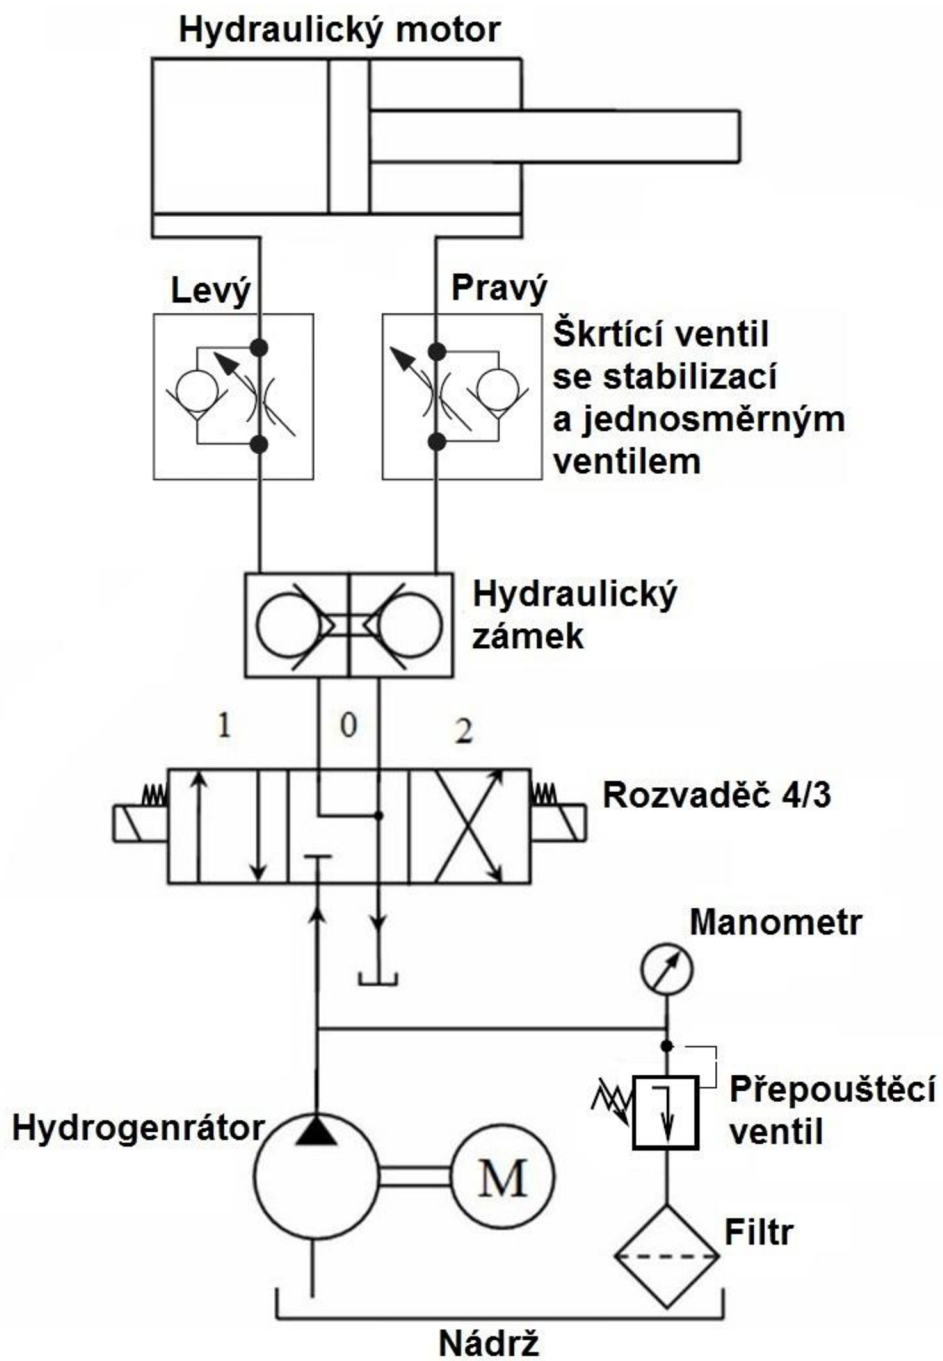 Hydraulický motor
Levý
Pravý
Škrtící ventil
se stabilizací
a jednosměrným
ventilem
Hydraulický
zámek
1 0 2
Rozvaděč 4/3
Manometr
Hydrogenrátor
M
Přepouštěcí
ventil
Filtr
Nádrž